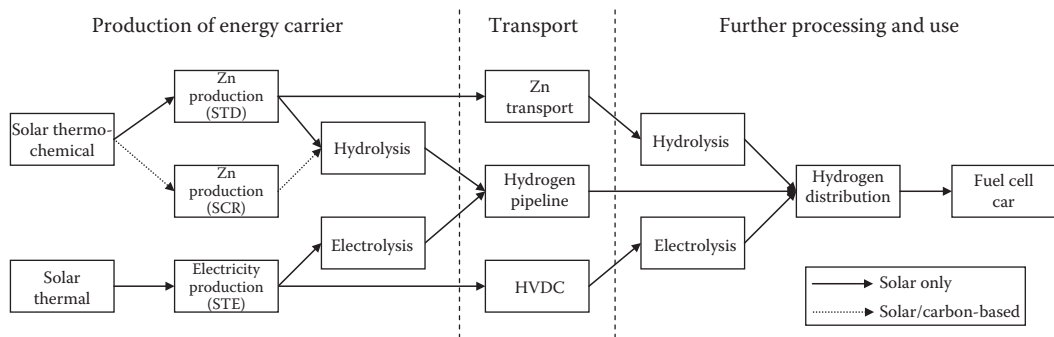 Production of energy carrier
Transport
Further processing and use
Solar thermo-
chemical
Zn
production
(STD)
Zn
production
(SCR)
Hydrolysis
Electrolysis
Solar
thermal
Electricity
production
(STE)
Zn
transport
Hydrogen
pipeline
HVDC
Hydrolysis
Electrolysis
Hydrogen
distribution
Fuel cell
car
Solar only
Solar/carbon-based